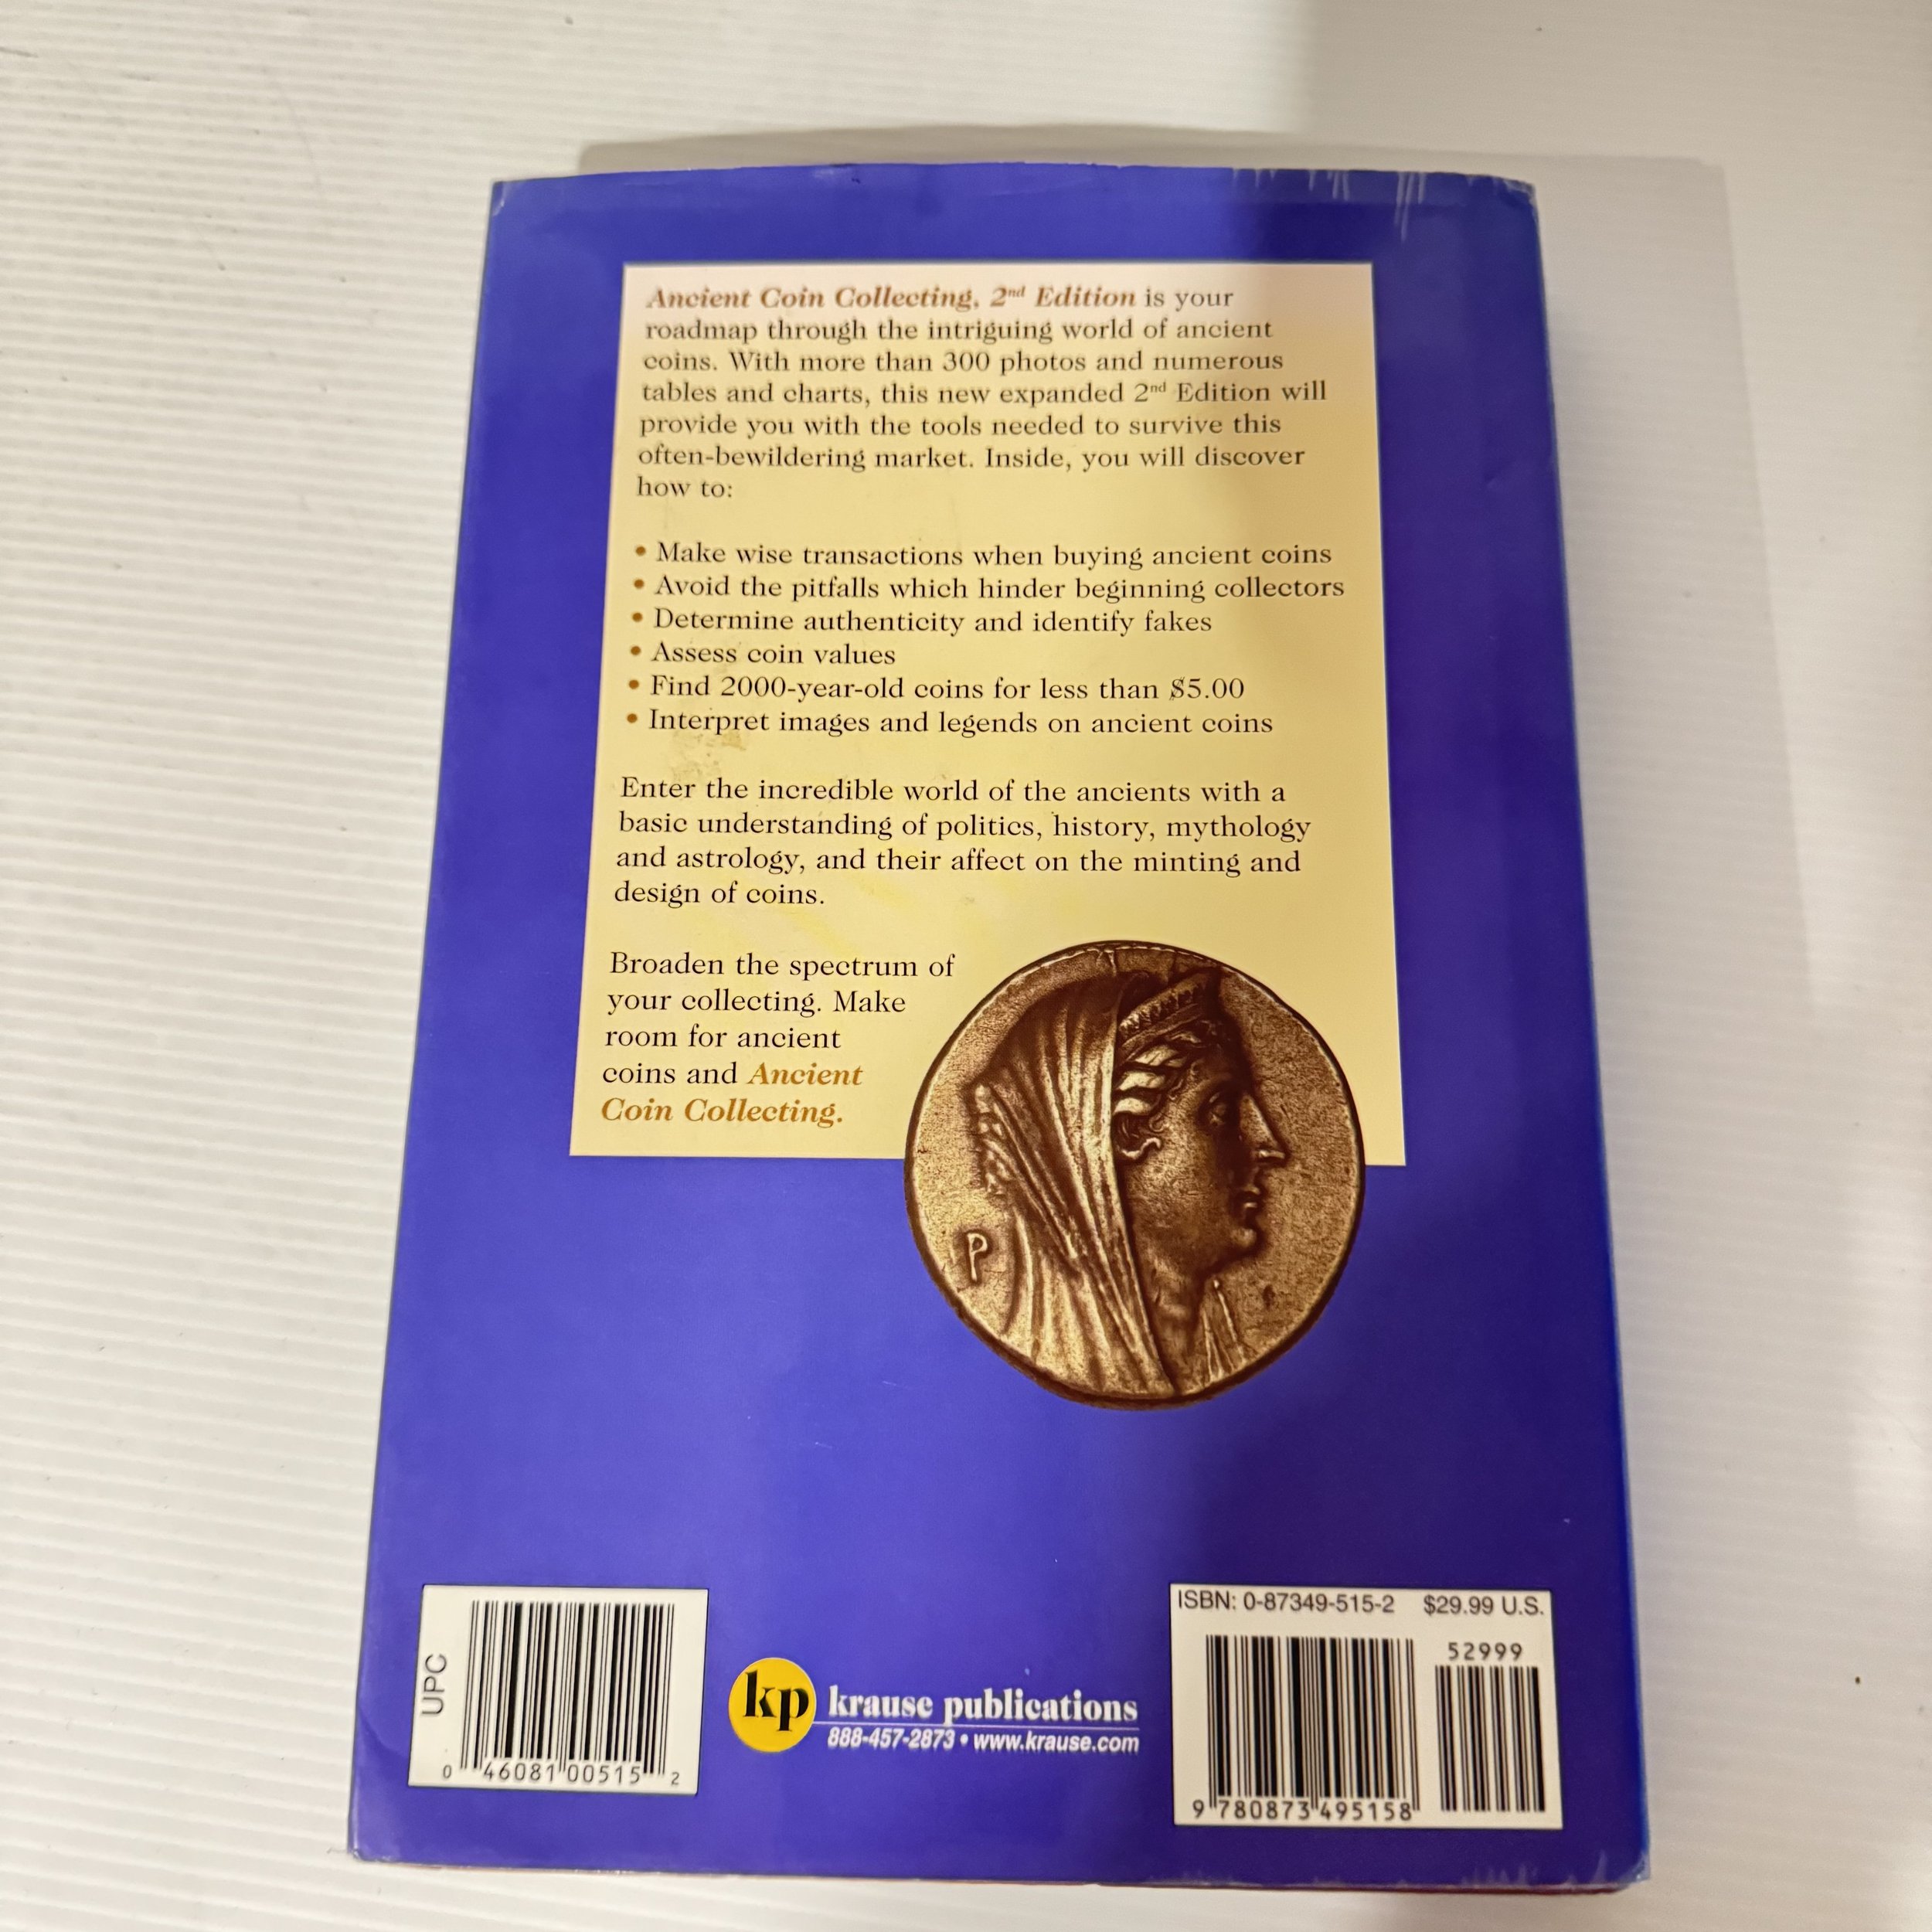 Ancient Coin Collecting, 2nd Edition is your
roadmap through the intriguing world of ancient
coins. With more than 300 photos and numerous
tables and charts, this new expanded 2nd Edition will
provide you with the tools needed to survive this
often-bewildering market. Inside, you will discover
how to:
• Make wise transactions when buying ancient coins
• Avoid the pitfalls which hinder beginning collectors
• Determine authenticity and identify fakes
• Assess coin values
• Find 2000-year-old coins for less than $5.00
• Interpret images and legends on ancient coins
Enter the incredible world of the ancients with a
basic understanding of politics, history, mythology
and astrology, and their affect on the minting and
design of coins.
Broaden the spectrum of
your collecting. Make
room for ancient
coins and Ancient
Coin Collecting.
P
UPC
0 46081 00515 2
kp krause publications
888-457-2873 • www.krause.com
ISBN: 0-87349-515-2 $29.99 U.S.
52999
9 780873 495158